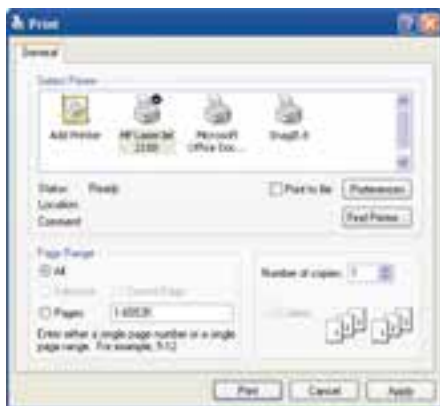 Print
General
Select Printer
Add Printer
HP LaserJet
2100
Microsoft
Office Doc...
SnagIt 8
Status: Ready
Location:
Comment:
Print to file
Preferences
Find Printer...
Page Range
All
Selection
Current Page
Pages:
Enter either a single page number or a single
page range. For example, 5-12
Number of copies: 1
Collate
Print
Cancel
Apply